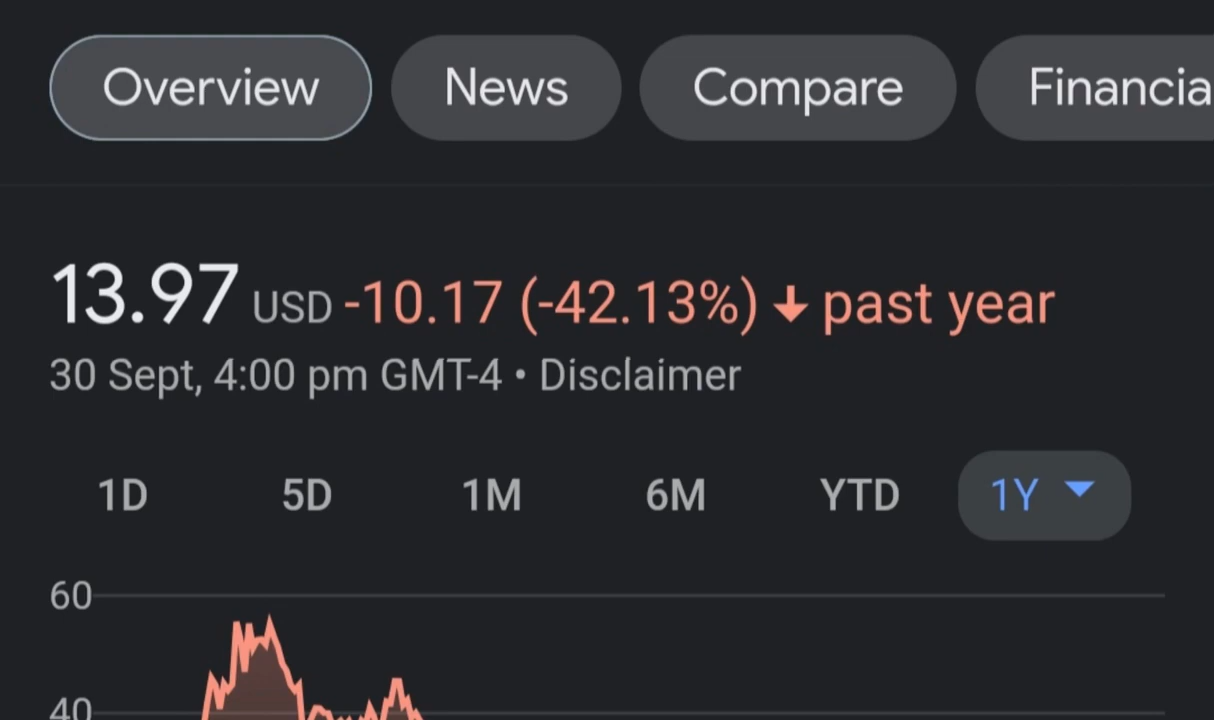 Overview News Compare Financia
13.97 USD -10.17 (-42.13%) ↓ past year
30 Sept, 4:00 pm GMT-4 • Disclaimer
1D 5D 1M 6M YTD 1Y
60
40